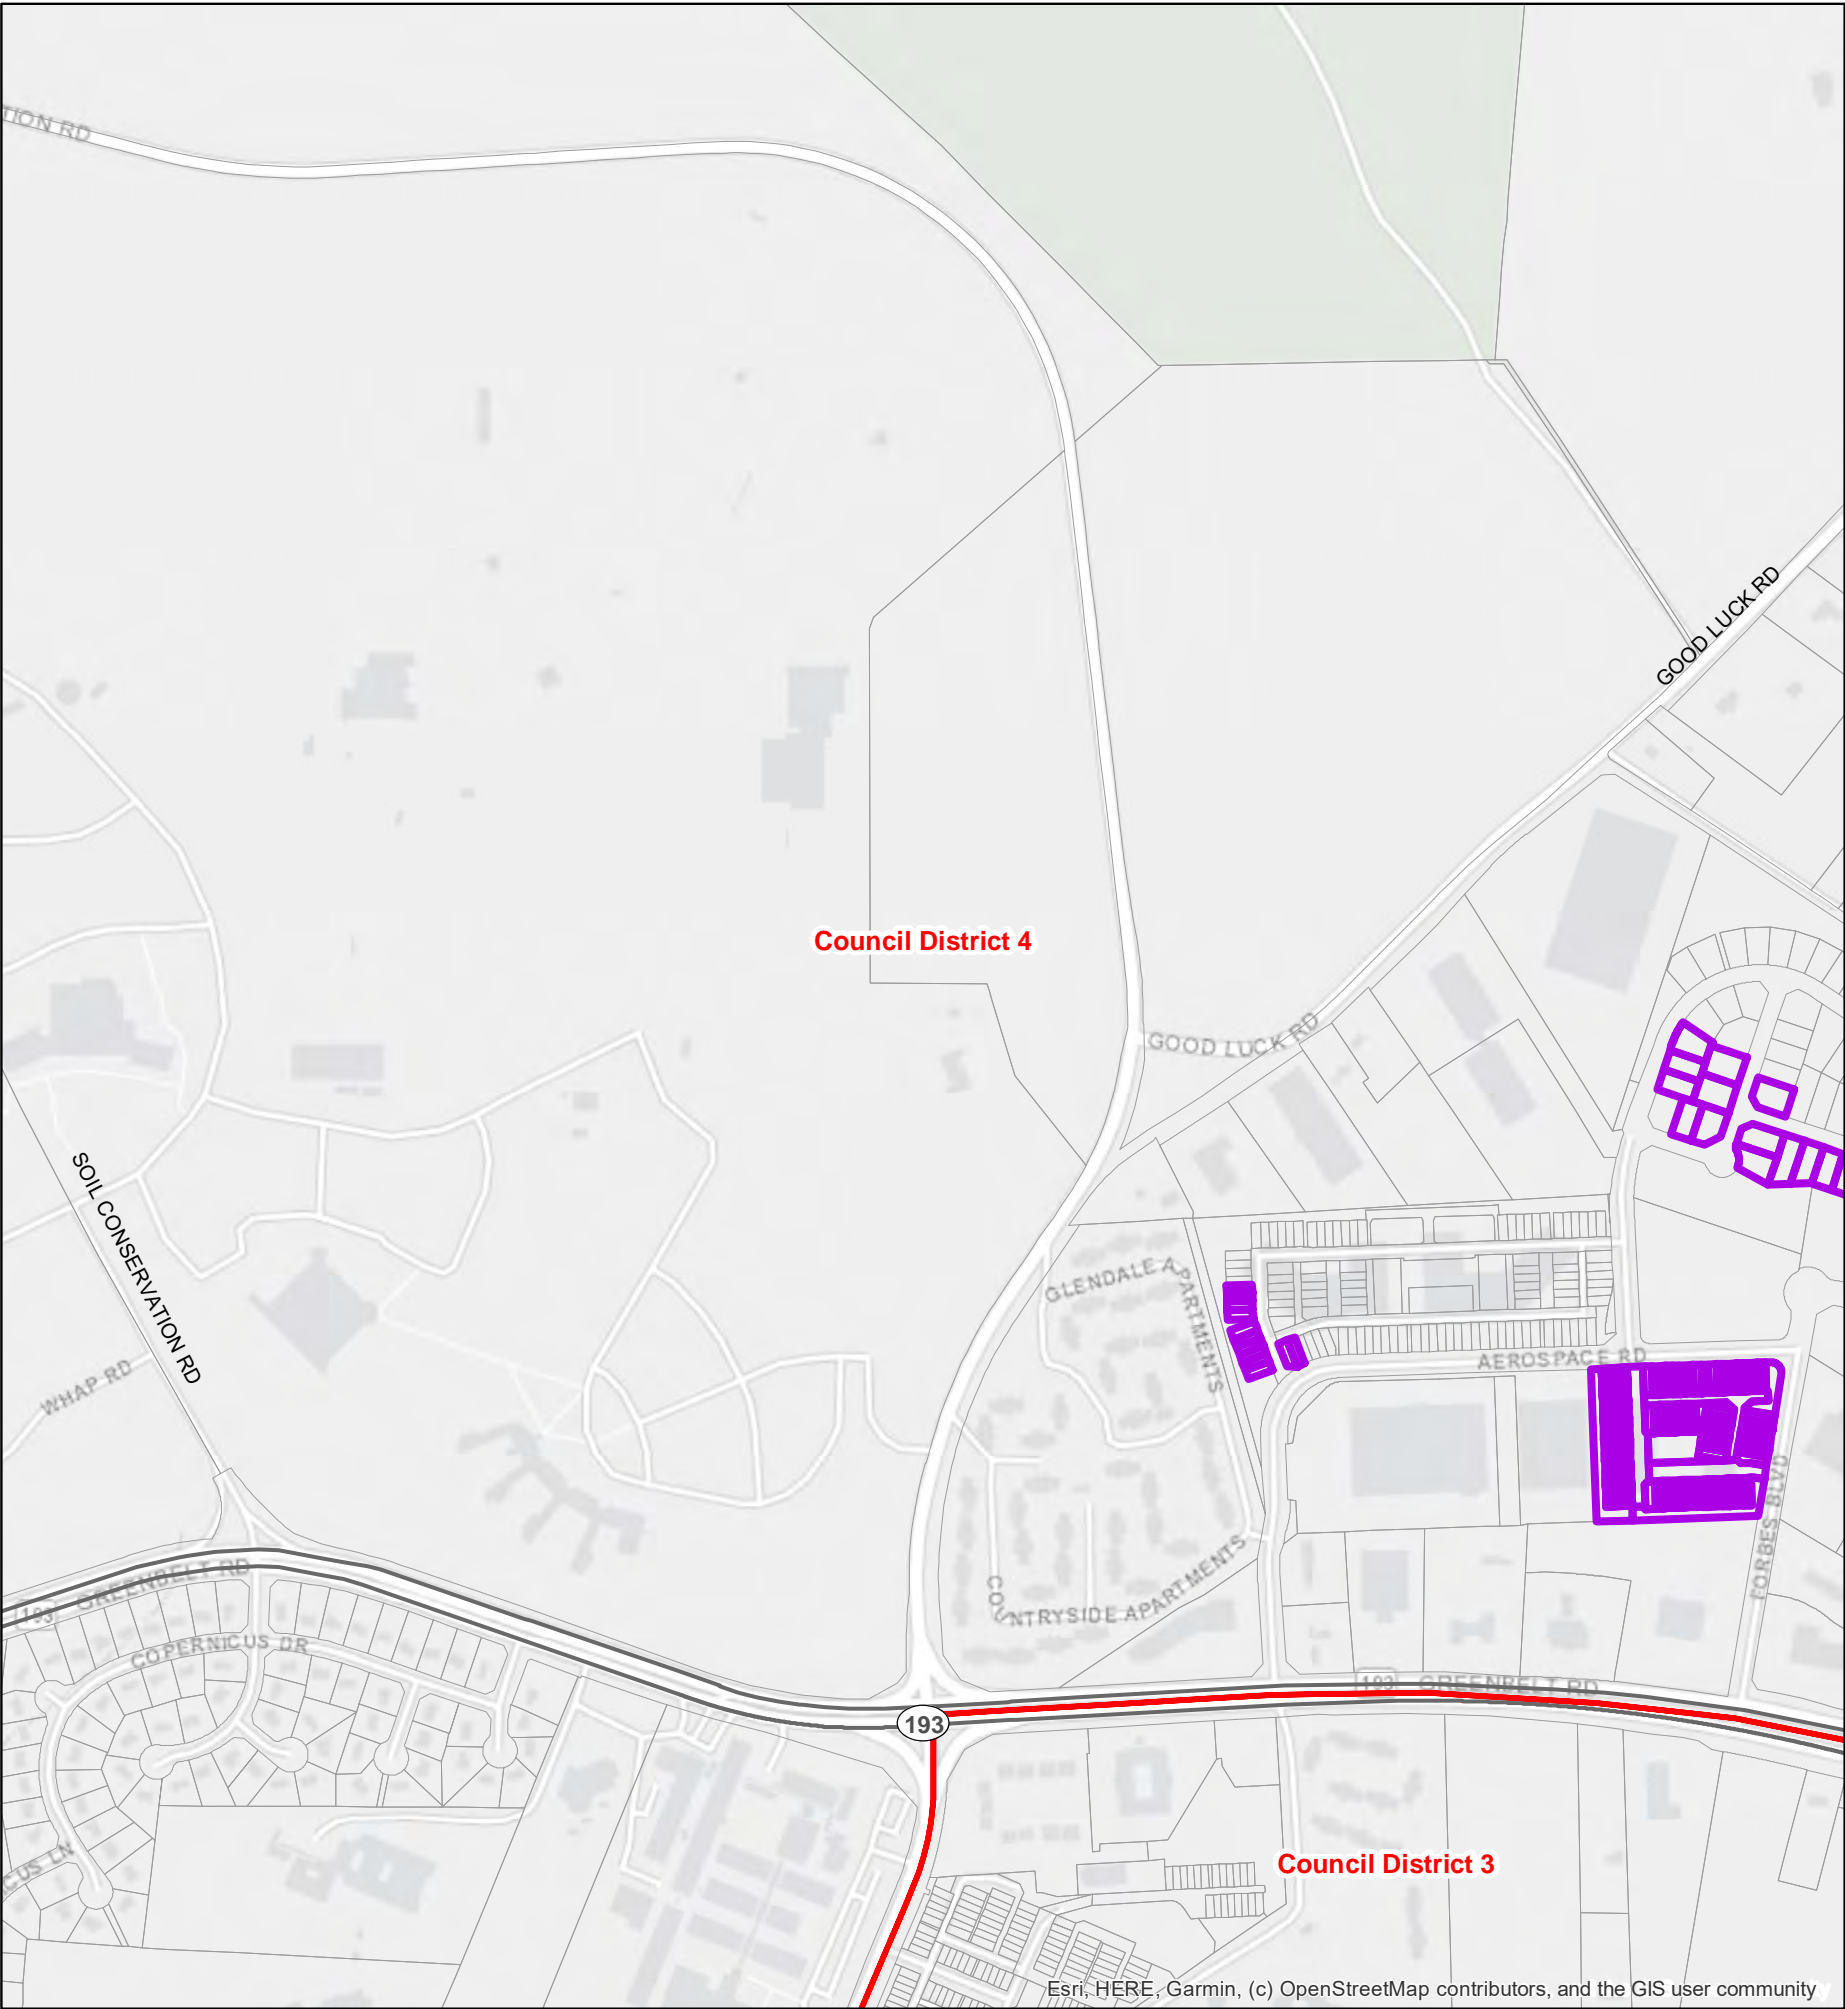 TION RD
GOOD LUCK RD
Council District 4
GOOD LUCK RD
SOIL CONSERVATION RD
GLENDALE APARTMENTS
AEROSPACE RD
WHAP RD
FORBES BLVD
COUNTRYSIDE APARTMENTS
193
GREENBELT RD
COPERNICUS DR
193
GREENBELT RD
193
CUS LN
Council District 3
Esri, HERE, Garmin, (c) OpenStreetMap contributors, and the GIS user community